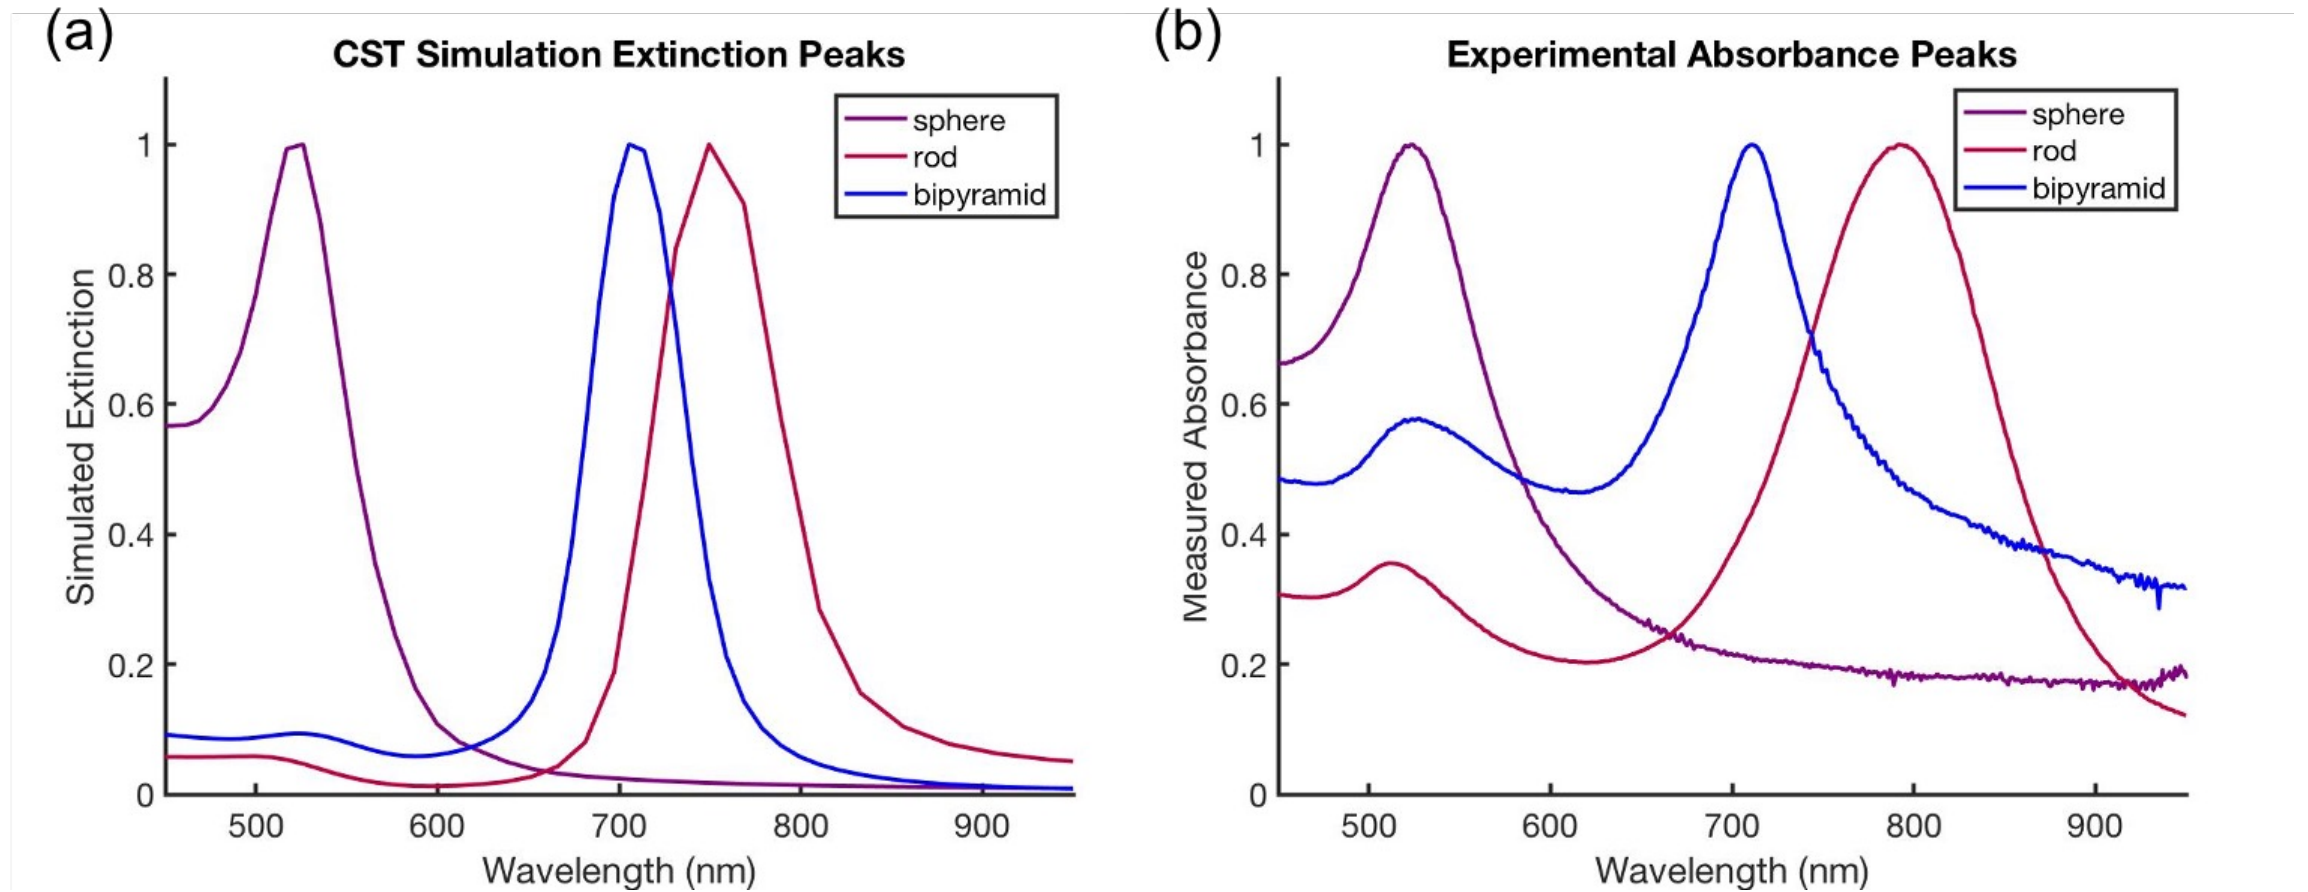 (a)
CST Simulation Extinction Peaks
sphere
rod
bipyramid
1
0.8
0.6
0.4
0.2
0
Simulated Extinction
500 600 700 800 900
Wavelength (nm)
(b)
Experimental Absorbance Peaks
sphere
rod
bipyramid
1
0.8
0.6
0.4
0.2
0
Measured Absorbance
500 600 700 800 900
Wavelength (nm)